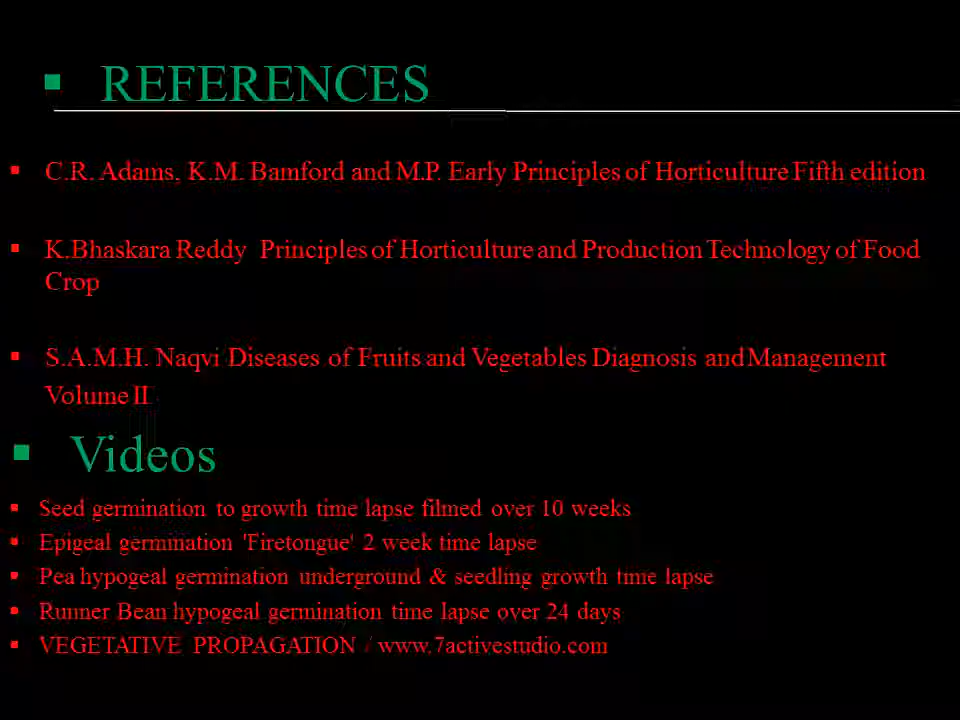 ▪ REFERENCES
▪ C.R. Adams, K.M. Bamford and M.P. Early Principles of Horticulture Fifth edition
▪ K.Bhaskara Reddy Principles of Horticulture and Production Technology of Food
Crop
▪ S.A.M.H. Naqvi Diseases of Fruits and Vegetables Diagnosis and Management
Volume II
▪ Videos
▪ Seed germination to growth time lapse filmed over 10 weeks
▪ Epigeal germination 'Firetongue' 2 week time lapse
▪ Pea hypogeal germination underground & seedling growth time lapse
▪ Runner Bean hypogeal germination time lapse over 24 days
▪ VEGETATIVE PROPAGATION / www.7activestudio.com